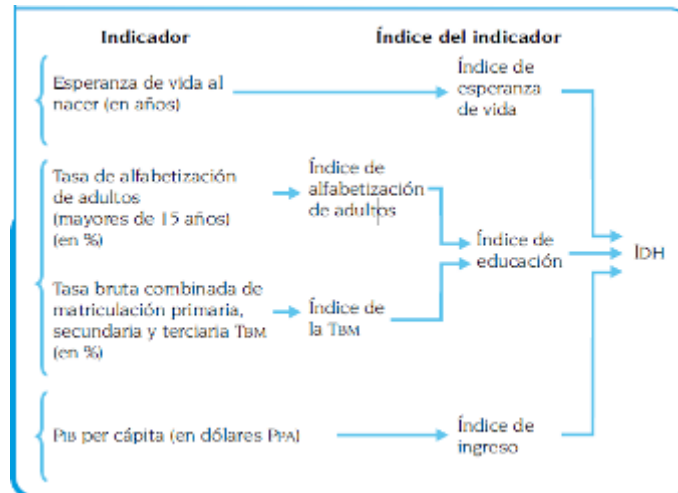 Indicador
Índice del indicador
Esperanza de vida al
nacer (en años)
Índice de
esperanza
de vida
Tasa de alfabetización
de adultos
(mayores de 15 años)
(en %)
Índice de
alfabetización
de adultos
Tasa bruta combinada de
matriculación primaria,
secundaria y terciaria TBM
(en %)
Índice de
la TBM
Índice de
educación
IDH
PIB per cápita (en dólares PPA)
Índice de
ingreso